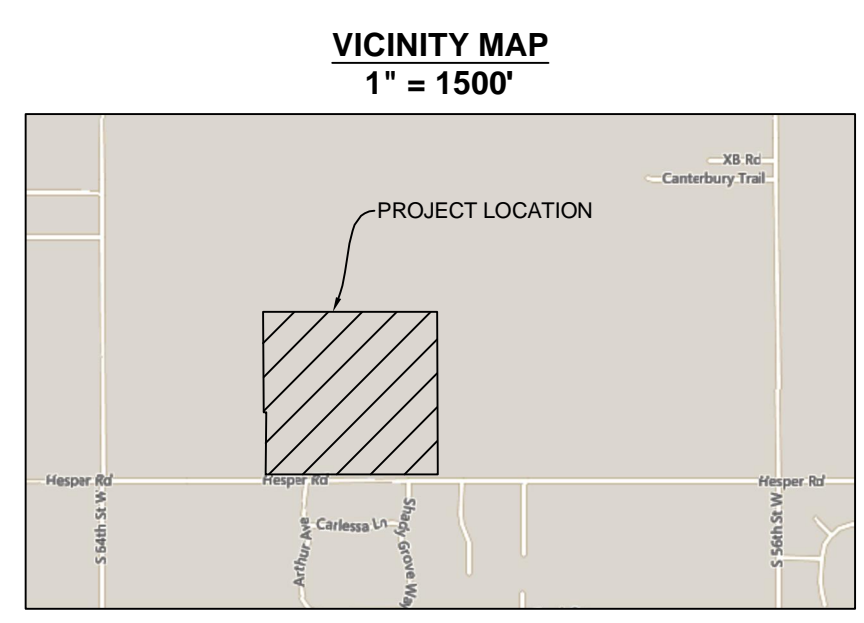 VICINITY MAP
1" = 1500'
XB Rd
Canterbury Trail
PROJECT LOCATION
Hesper Rd
Hesper Rd
Hesper Rd
S 64th St W
Arthur Ave
Carlessa Ln
Shady Grove Way
S 56th St W